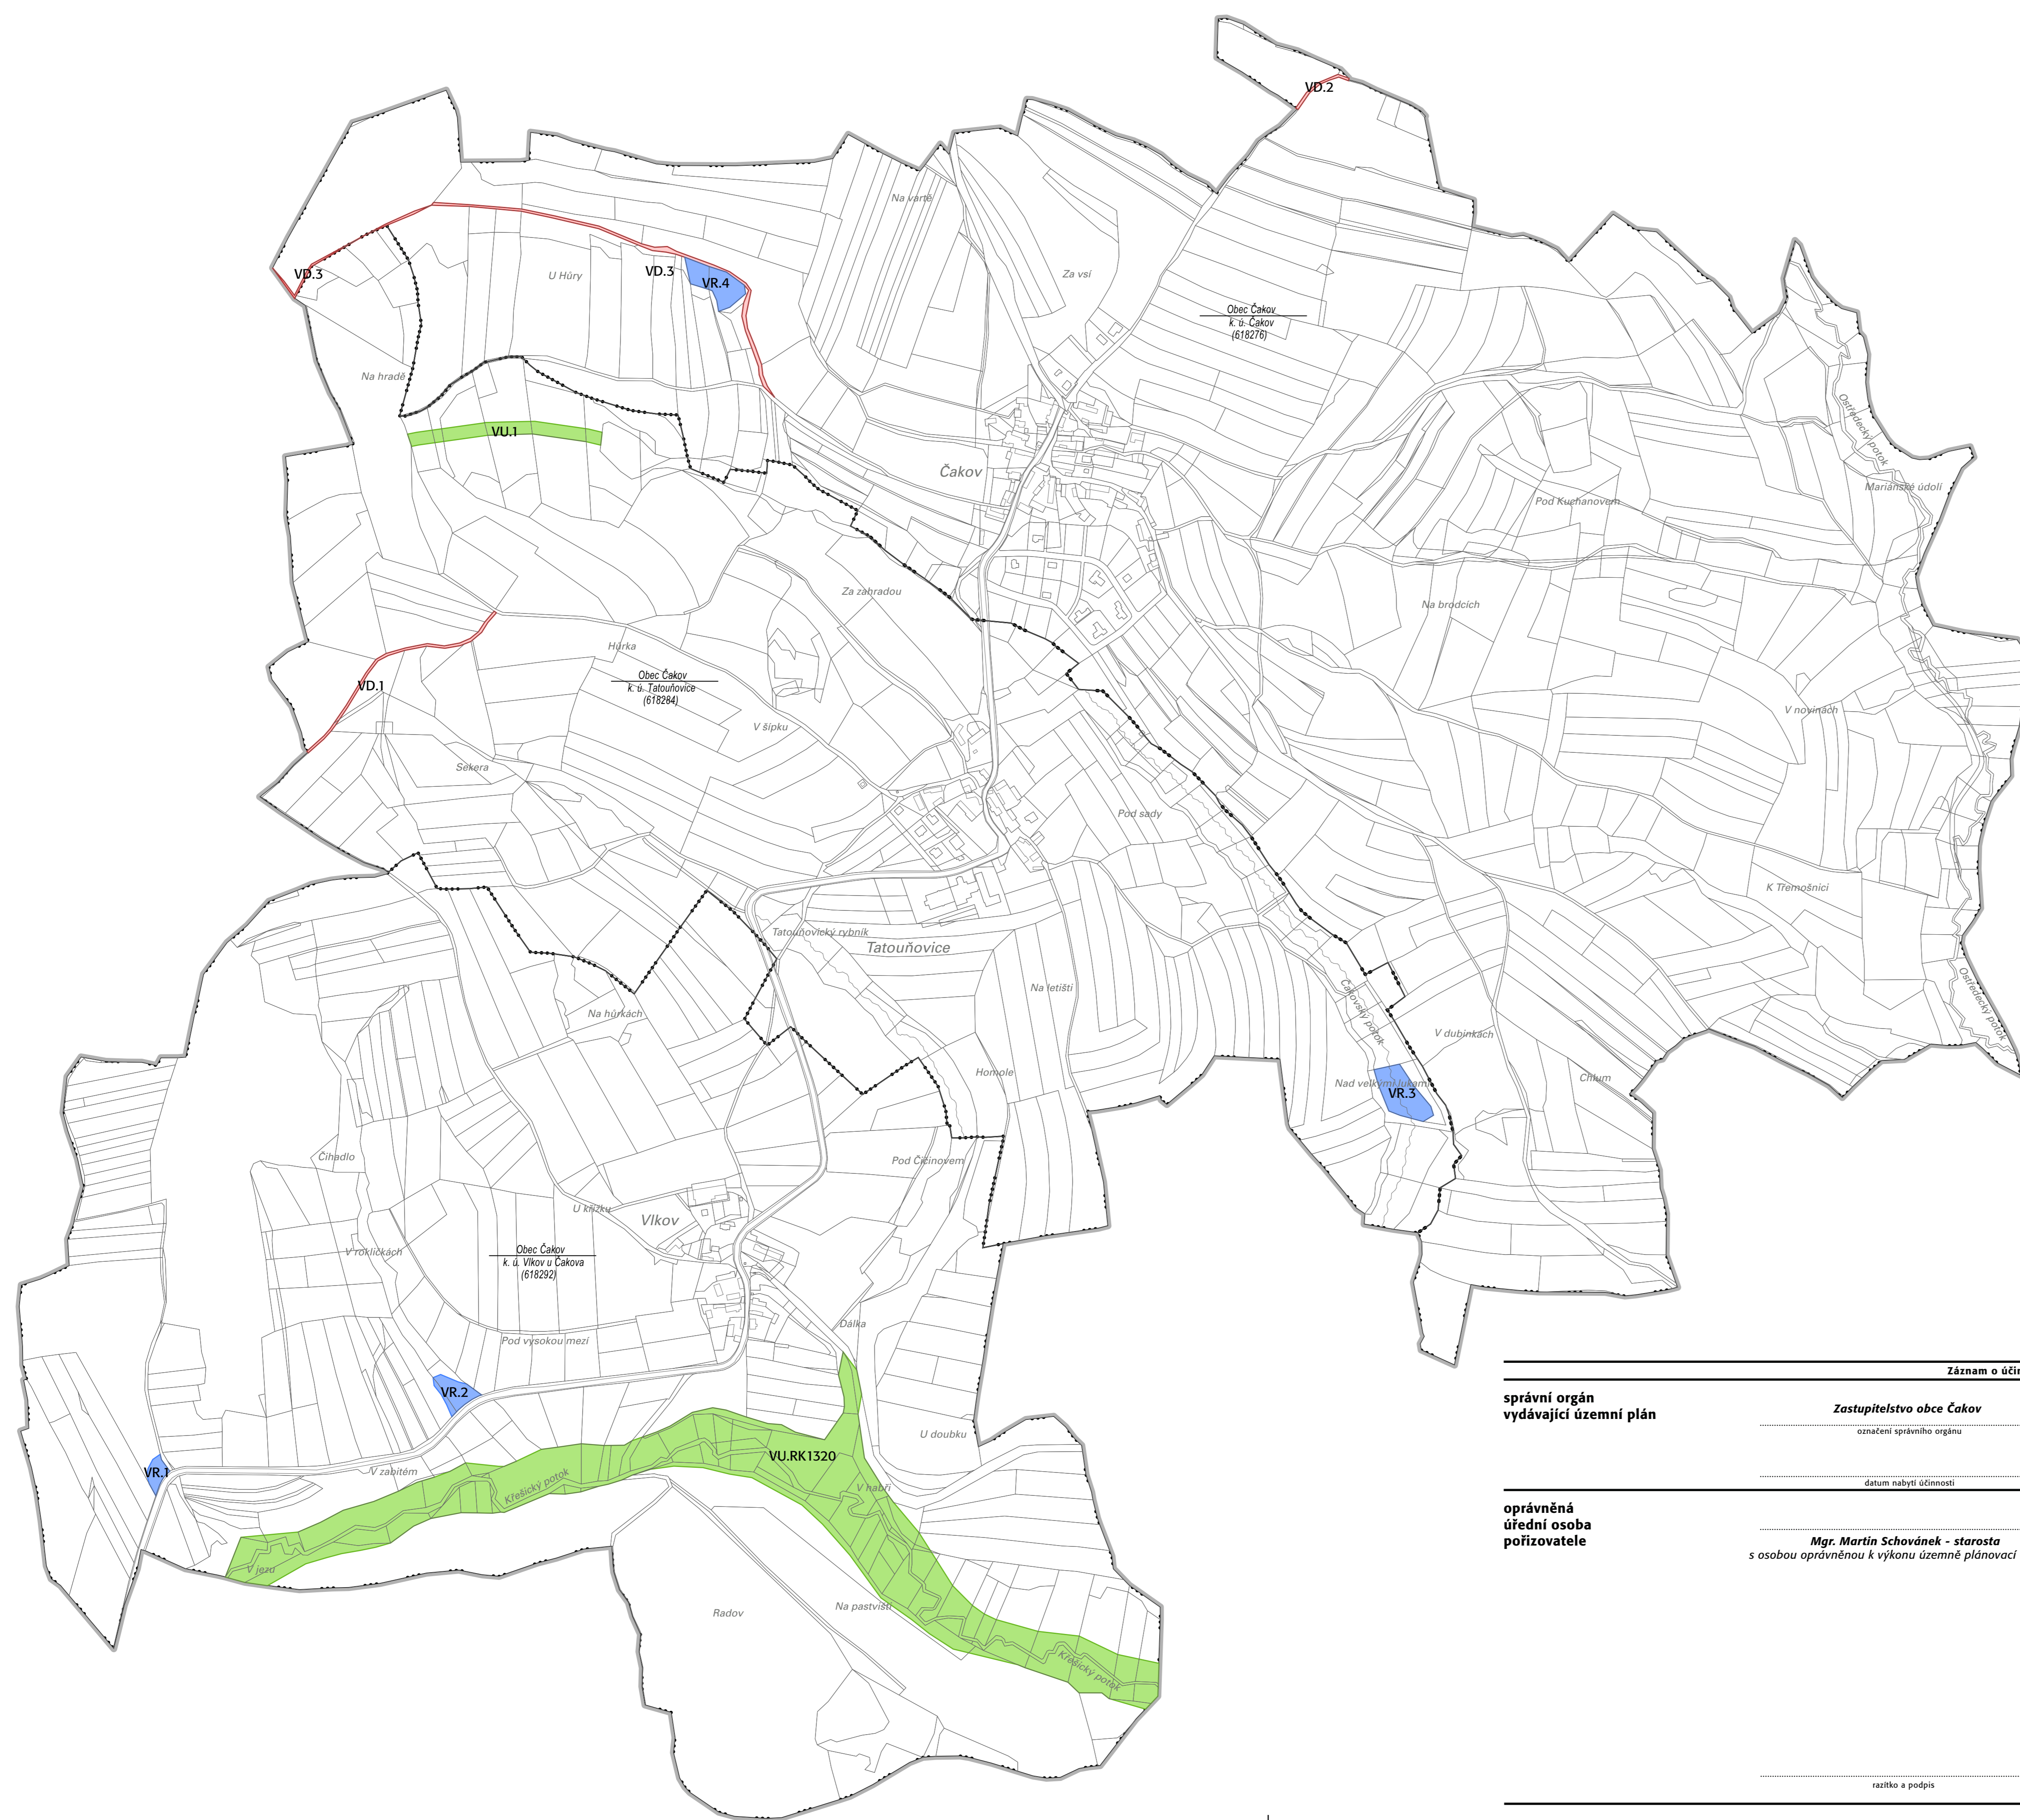 VD.2
Na vartě
Za vsí
VD.3
U Hůry
VD.3
VR.4
Obec Čakov
k. ú. Čakov
(618276)
Na hradě
Ostředecký potok
VU.1
Čakov
Mariánské údolí
Pod Kuchanovem
Za zahradou
Na brodcích
Hůrka
Obec Čakov
k. ú. Tatouňovice
(618284)
VD.1
V šípku
V novinách
Sekera
Pod sady
K Třemošnici
Tatouňovický rybník
Tatouňovice
Na letišti
Čakovský potok
Ostředecký potok
Na hůrkách
V dubinkách
Homole
Nad velkými lukami
Chlum
VR.3
Čihadlo
Pod Čičinovem
U křížku
Vlkov
V rokličkách
Obec Čakov
k. ú. Vlkov u Čakova
(618292)
Dálka
Pod vysokou mezí
Záznam o účin
VR.2
správní orgán
vydávající územní plán
Zastupitelstvo obce Čakov
označení správního orgánu
U doubku
VU.RK1320
VR.1
V zabitém
Křešický potok
V nabři
datum nabytí účinnosti
oprávněná
úřední osoba
pořizovatele
Mgr. Martin Schovánek - starosta
s osobou oprávněnou k výkonu územně plánovací
V jezu
Na pastvišti
Radov
Křešický potok
razítko a podpis